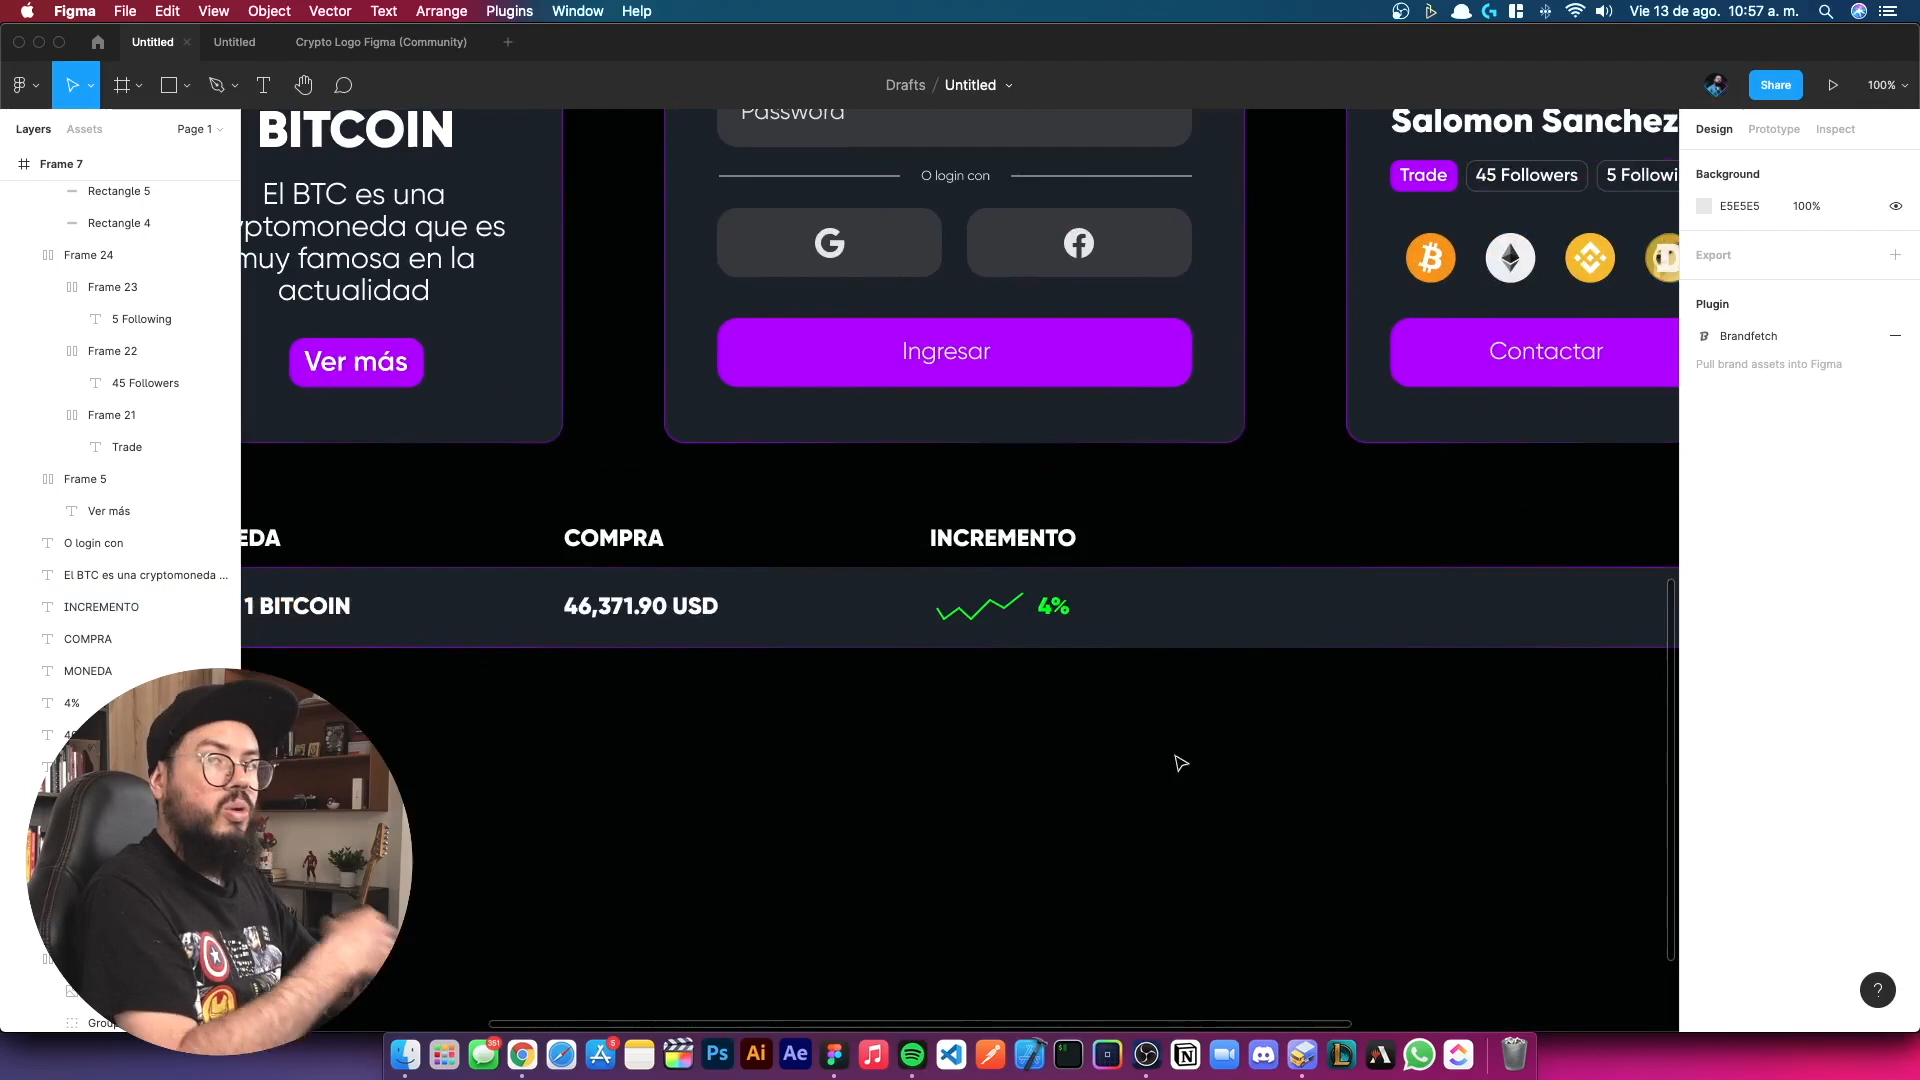 Figma File Edit View Object Vector Text Arrange Plugins Window Help
Vie 13 de ago. 10:57 a. m.
Untitled
Untitled
Crypto Logo Figma (Community)
Drafts / Untitled
Share
100%
Layers
Assets
Page 1
Frame 7
Rectangle 5
Rectangle 4
Frame 24
Frame 23
5 Following
Frame 22
45 Followers
Frame 21
Trade
Frame 5
Ver más
O login con
El BTC es una cryptomoneda ...
INCREMENTO
COMPRA
MONEDA
4%
BITCOIN
El BTC es una
yptomoneda que es
muy famosa en la
actualidad
Ver más
Password
O login con
Ingresar
Salomon Sanchez
Trade
45 Followers
5 Followi
Contactar
EDA
COMPRA
INCREMENTO
1 BITCOIN
46,371.90 USD
4%
Design
Prototype
Inspect
Background
E5E5E5
100%
Export
Plugin
Brandfetch
Pull brand assets into Figma
?
351
5
Ps
Ai
Ae